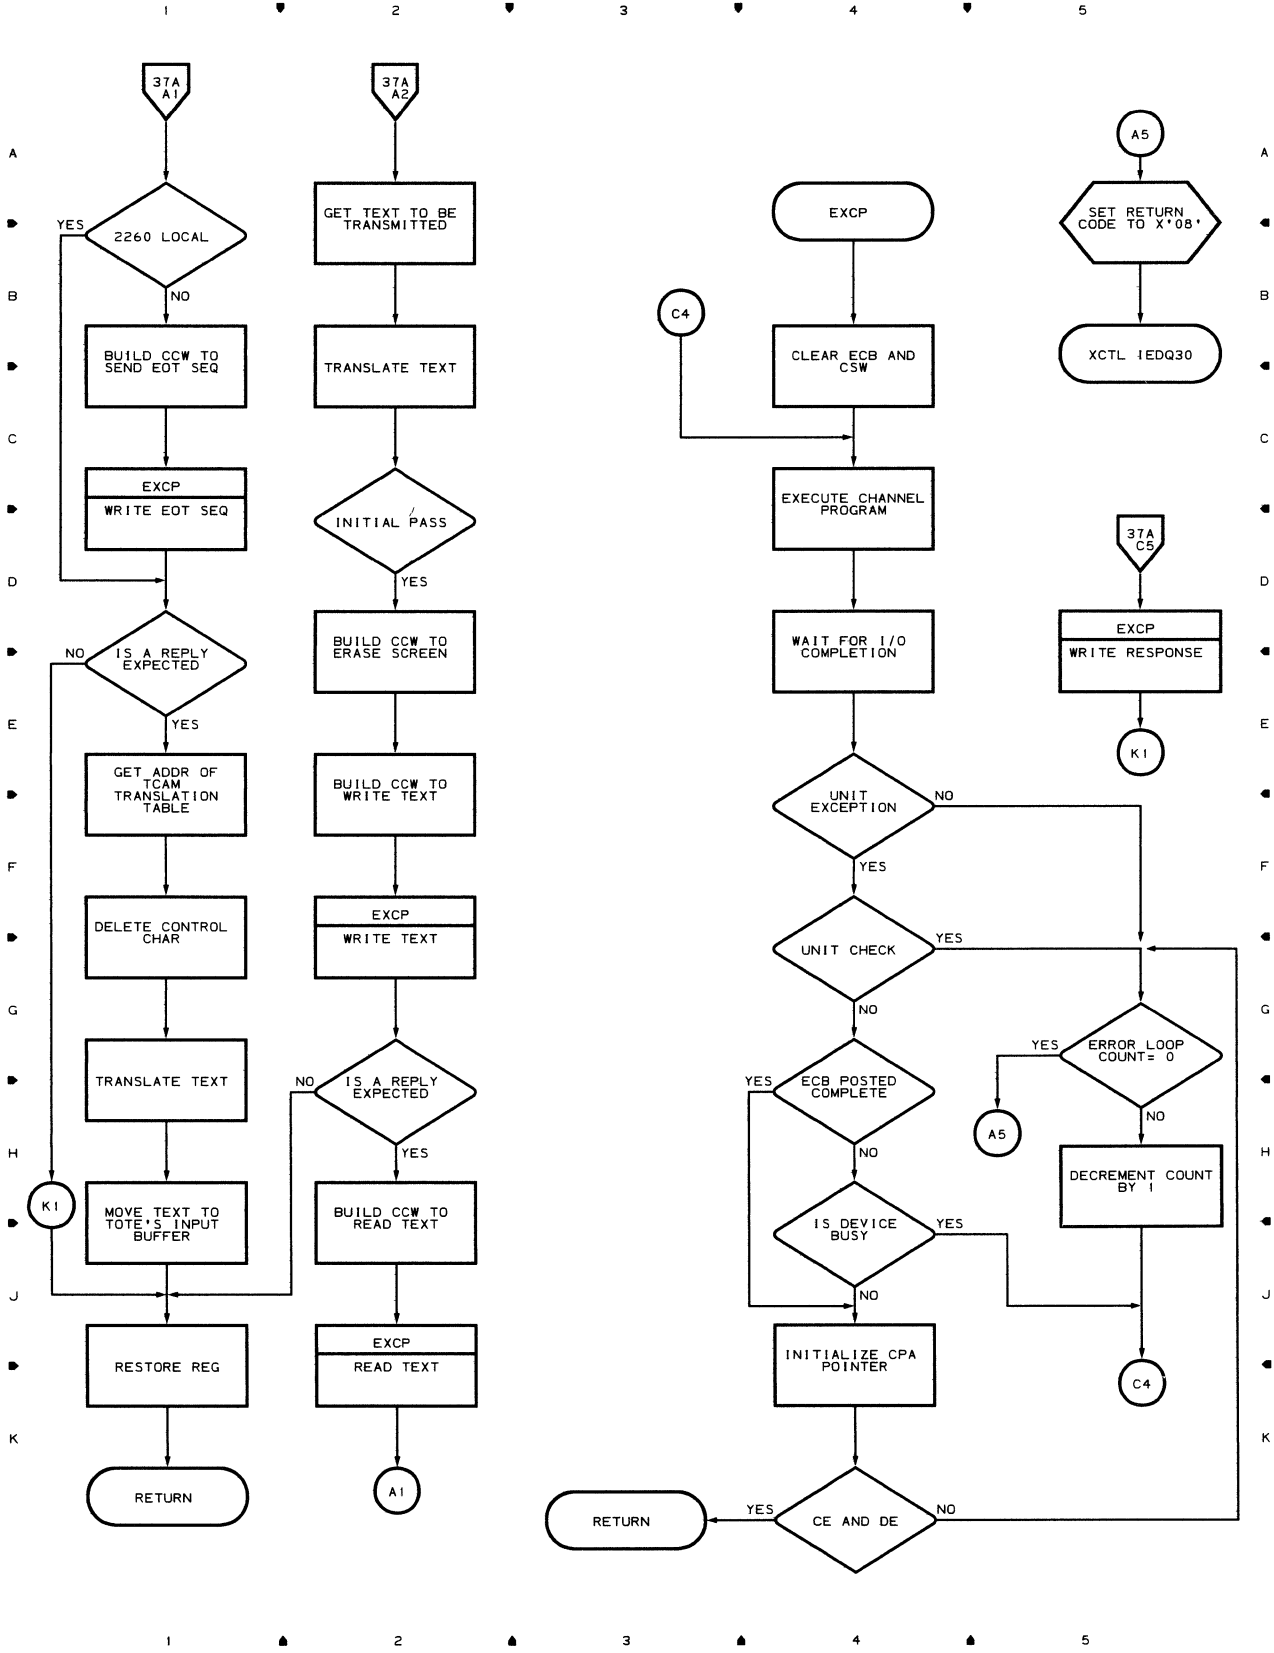 1 2 3 4 5
37A
A1
A
YES
2260 LOCAL
NO
B
BUILD CCW TO
SEND EOT SEQ
C
EXCP
WRITE EOT SEQ
D
NO
IS A REPLY
EXPECTED
YES
E
GET ADDR OF
TCAM
TRANSLATION
TABLE
F
DELETE CONTROL
CHAR
G
TRANSLATE TEXT
H
K1
MOVE TEXT TO
TOTE'S INPUT
BUFFER
J
RESTORE REG
K
RETURN
37A
A2
GET TEXT TO BE
TRANSMITTED
TRANSLATE TEXT
INITIAL PASS
YES
BUILD CCW TO
ERASE SCREEN
BUILD CCW TO
WRITE TEXT
EXCP
WRITE TEXT
NO
IS A REPLY
EXPECTED
YES
BUILD CCW TO
READ TEXT
EXCP
READ TEXT
A1
EXCP
C4
CLEAR ECB AND
CSW
EXECUTE CHANNEL
PROGRAM
WAIT FOR I/O
COMPLETION
UNIT
EXCEPTION
NO
YES
UNIT CHECK
YES
NO
YES
ECB POSTED
COMPLETE
NO
IS DEVICE
BUSY
YES
NO
INITIALIZE CPA
POINTER
RETURN
YES
CE AND DE
NO
A5
SET RETURN
CODE TO X'08'
XCTL IEDQ30
37A
C5
EXCP
WRITE RESPONSE
K1
YES
ERROR LOOP
COUNT= 0
A5
NO
DECREMENT COUNT
BY 1
C4
A
B
C
D
E
F
G
H
J
K
1 2 3 4 5